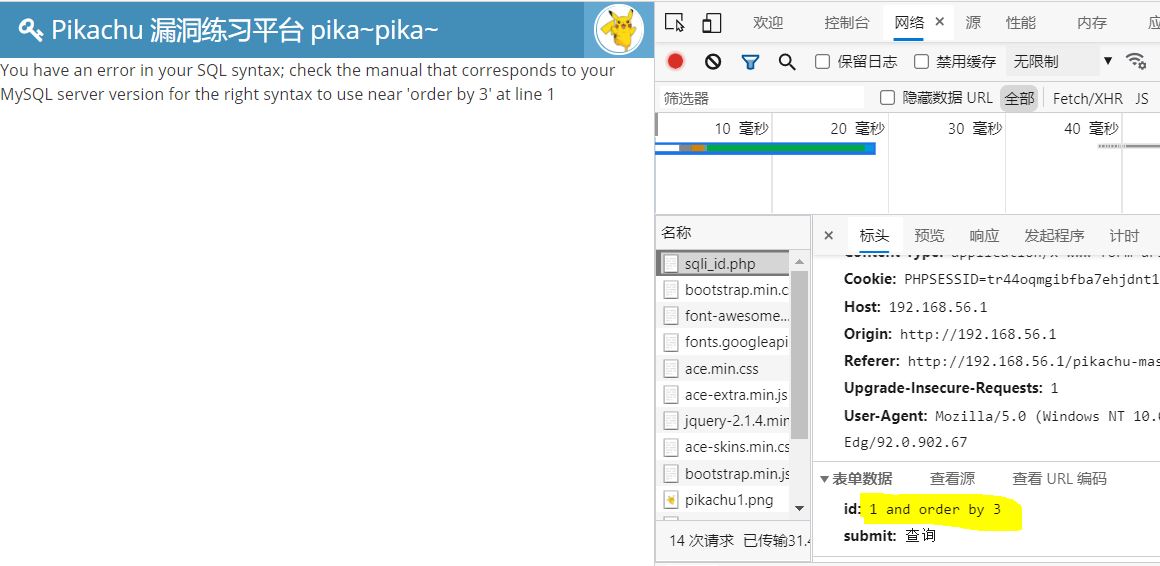 Pikachu 漏洞练习平台 pika~pika~
You have an error in your SQL syntax; check the manual that corresponds to your
MySQL server version for the right syntax to use near 'order by 3' at line 1
欢迎 控制台 网络 源 性能 内存
保留日志 禁用缓存 无限制
筛选器 隐藏数据 URL 全部 Fetch/XHR JS
10 毫秒 20 毫秒 30 毫秒 40 毫秒
名称
sqli_id.php
bootstrap.min.c
font-awesome...
fonts.googleapi
ace.min.css
ace-extra.min.js
jquery-2.1.4.min
ace-skins.min.cs
bootstrap.min.js
pikachu1.png
14 次请求 已传输31.4
标头 预览 响应 发起程序 计时
Cookie: PHPSESSID=tr44oqmgibfba7ehjdnt1
Host: 192.168.56.1
Origin: http://192.168.56.1
Referer: http://192.168.56.1/pikachu-mas
Upgrade-Insecure-Requests: 1
User-Agent: Mozilla/5.0 (Windows NT 10.0
Edg/92.0.902.67
表单数据 查看源 查看 URL 编码
id: 1 and order by 3
submit: 查询